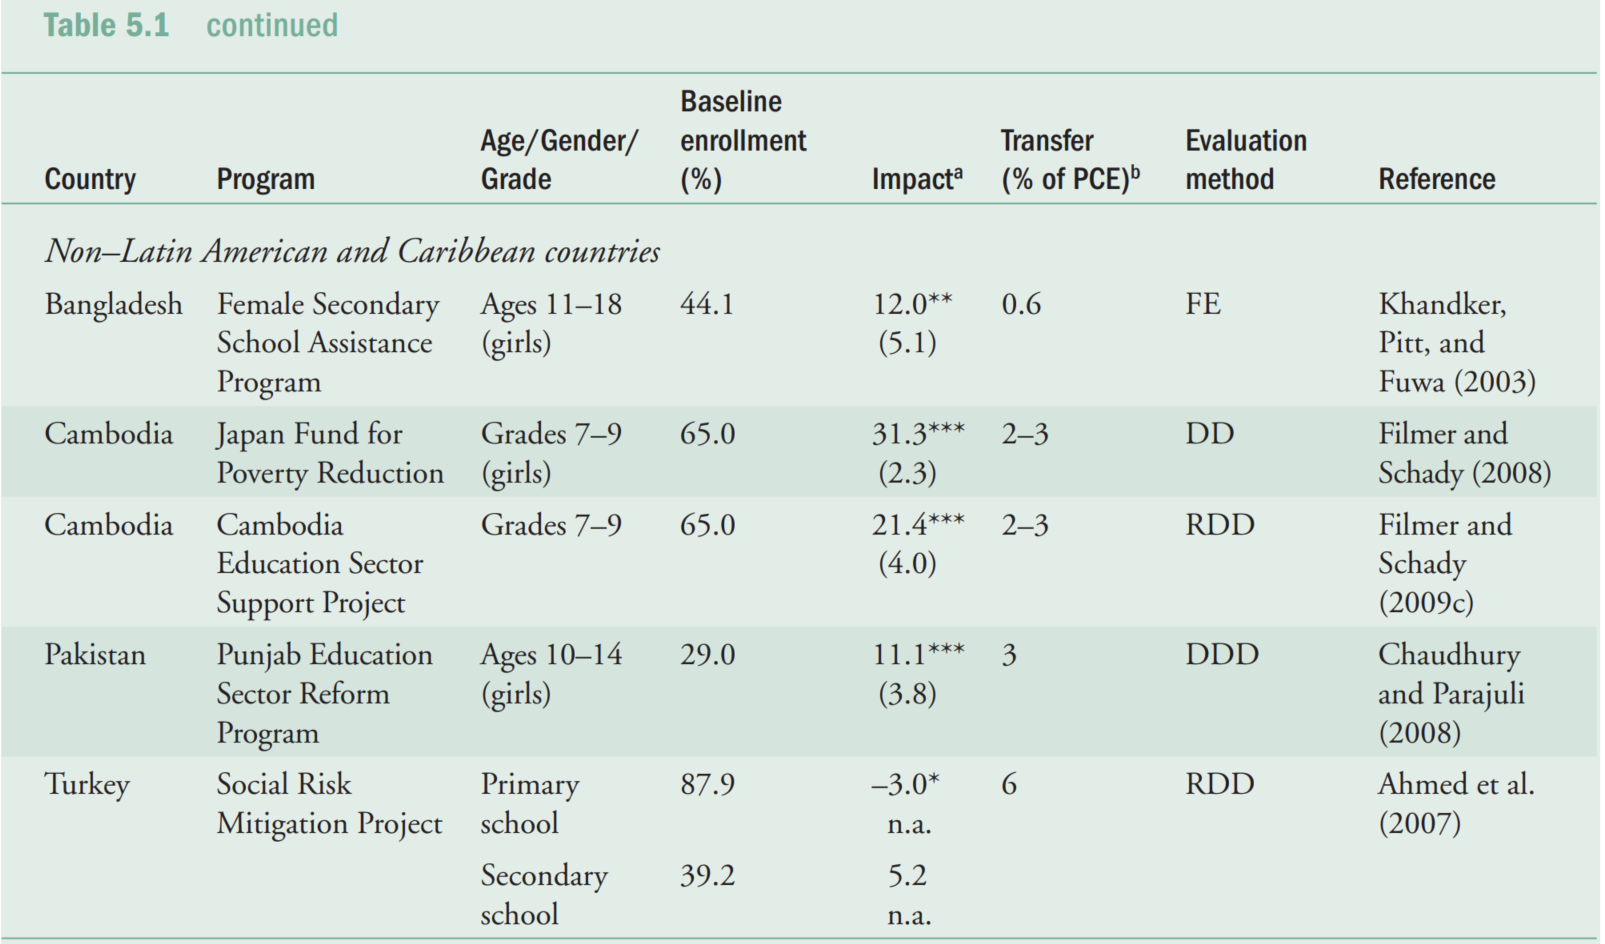 Table 5.1 continued
Country Program Age/Gender/ Grade Baseline enrollment (%) Impactᵃ Transfer (% of PCE)ᵇ Evaluation method Reference
Non–Latin American and Caribbean countries
Bangladesh Female Secondary Ages 11–18 44.1 12.0** 0.6 FE Khandker,
School Assistance (girls) (5.1) Pitt, and
Program Fuwa (2003)
Cambodia Japan Fund for Grades 7–9 65.0 31.3*** 2–3 DD Filmer and
Poverty Reduction (girls) (2.3) Schady (2008)
Cambodia Cambodia Grades 7–9 65.0 21.4*** 2–3 RDD Filmer and
Education Sector (4.0) Schady
Support Project (2009c)
Pakistan Punjab Education Ages 10–14 29.0 11.1*** 3 DDD Chaudhury
Sector Reform (girls) (3.8) and Parajuli
Program (2008)
Turkey Social Risk Primary 87.9 –3.0* 6 RDD Ahmed et al.
Mitigation Project school n.a. (2007)
Secondary 39.2 5.2
school n.a.